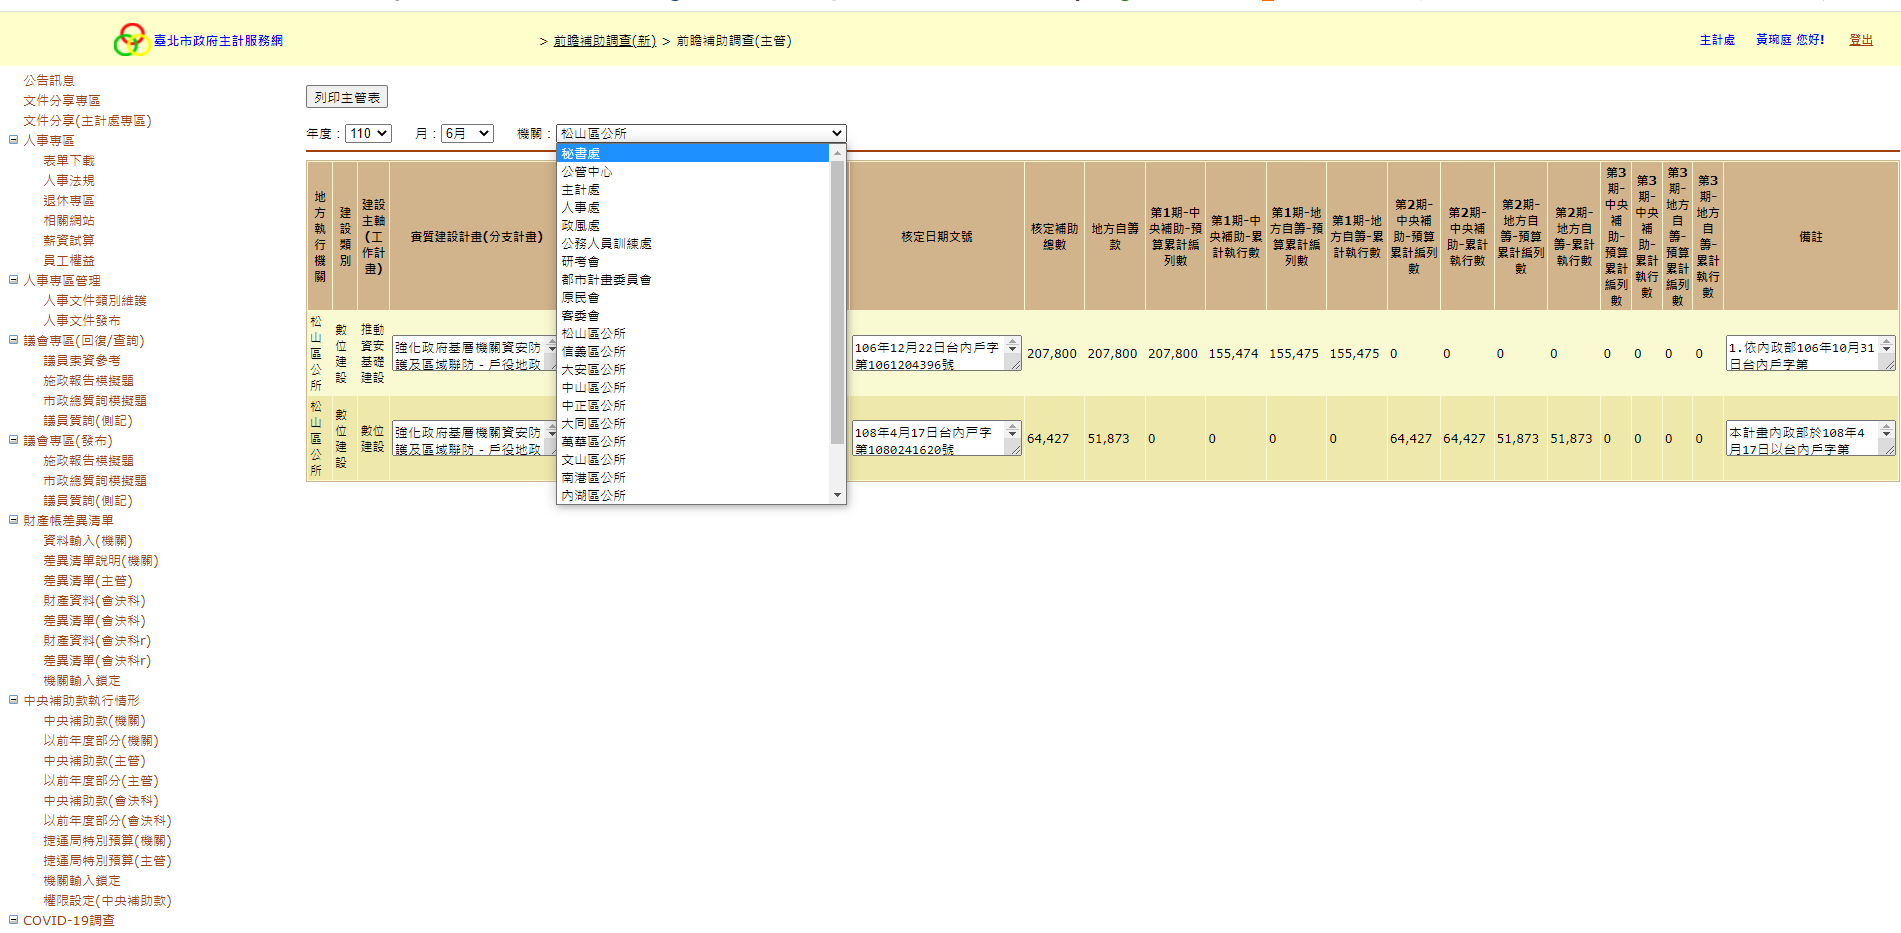 臺北市政府主計服務網
> 前瞻補助調查(新) > 前瞻補助調查(主管)
主計處 黃琬庭 您好! 登出
公告訊息
文件分享專區
文件分享(主計處專區)
人事專區
表單下載
人事法規
退休專區
相關網站
薪資試算
員工權益
人事專區管理
人事文件類別維護
人事文件發布
議會專區(回復/查詢)
議員索資參考
施政報告模擬題
市政總質詢模擬題
議員質詢(側記)
議會專區(發布)
施政報告模擬題
市政總質詢模擬題
議員質詢(側記)
財產帳差異清單
資料輸入(機關)
差異清單說明(機關)
差異清單(主管)
財產資料(會決科)
差異清單(會決科)
財產資料(會決科r)
差異清單(會決科r)
機關輸入鎖定
中央補助款執行情形
中央補助款(機關)
以前年度部分(機關)
中央補助款(主管)
以前年度部分(主管)
中央補助款(會決科)
以前年度部分(會決科)
捷運局特別預算(機關)
捷運局特別預算(主管)
機關輸入鎖定
權限設定(中央補助款)
COVID-19調查
列印主管表
年度：110 月：6月 機關：松山區公所
秘書處
公管中心
主計處
人事處
政風處
公務人員訓練處
研考會
都市計畫委員會
原民會
客委會
松山區公所
信義區公所
大安區公所
中山區公所
中正區公所
大同區公所
萬華區公所
文山區公所
南港區公所
內湖區公所
地方執行機關
建設類別
建設主軸(工作計畫)
實質建設計畫(分支計畫)
核定日期文號
核定補助總數
地方自籌款
第1期-中央補助-預算累計編列數
第1期-中央補助-累計執行數
第1期-地方自籌-預算累計編列數
第1期-地方自籌-累計執行數
第2期-中央補助-預算累計編列數
第2期-中央補助-累計執行數
第2期-地方自籌-預算累計編列數
第2期-地方自籌-累計執行數
第3期-中央補助-預算累計編列數
第3期-中央補助-累計執行數
第3期-地方自籌-預算累計編列數
第3期-地方自籌-累計執行數
備註
松山區公所
數位建設
推動資安基礎建設
強化政府基層機關資安防
護及區域聯防 - 戶役地政
106年12月22日台內戶字
第1061204396號
207,800 207,800 207,800 155,474 155,475 155,475 0 0 0 0 0 0 0 0
1.依內政部106年10月31
日台內戶字第
松山區公所
數位建設
數位建設
強化政府基層機關資安防
護及區域聯防 - 戶役地政
108年4月17日台內戶字
第1080241620號
64,427 51,873 0 0 0 0 64,427 64,427 51,873 51,873 0 0 0 0
本計畫內政部於108年4
月17日以台內戶字第